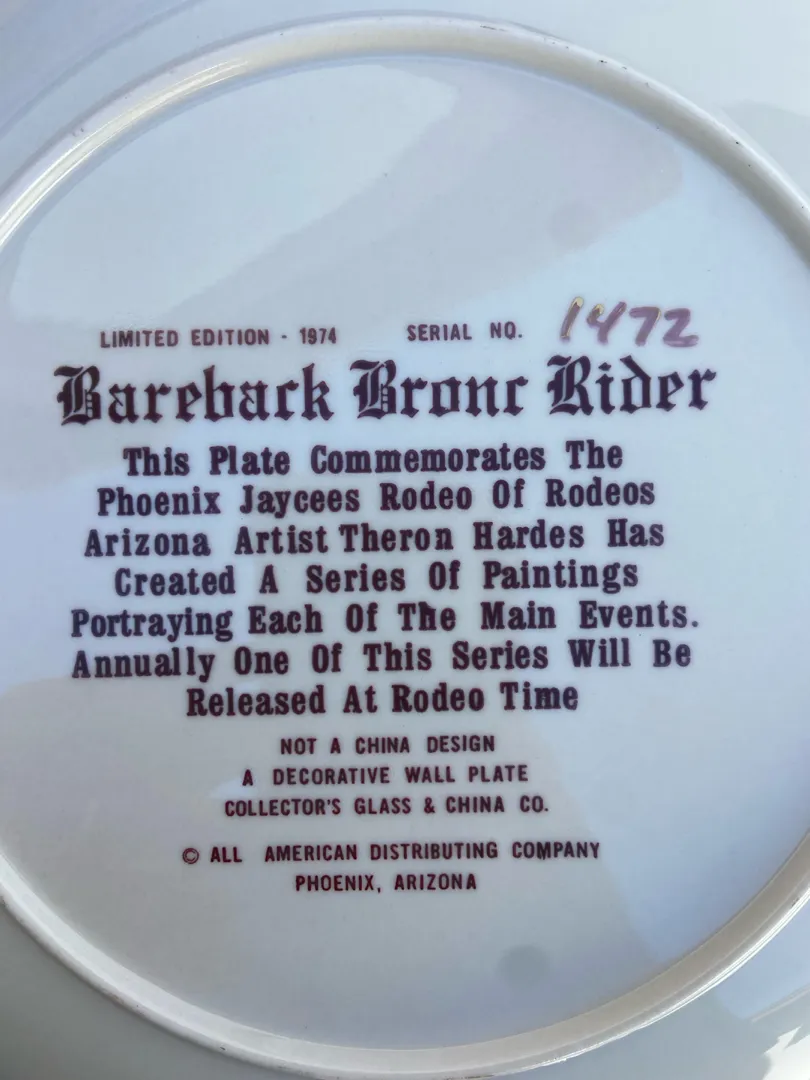 LIMITED EDITION - 1974 SERIAL NO. 1472
Bareback Bronc Rider
This Plate Commemorates The
Phoenix Jaycees Rodeo Of Rodeos
Arizona Artist Theron Hardes Has
Created A Series Of Paintings
Portraying Each Of The Main Events.
Annually One Of This Series Will Be
Released At Rodeo Time
NOT A CHINA DESIGN
A DECORATIVE WALL PLATE
COLLECTOR'S GLASS & CHINA CO.
© ALL AMERICAN DISTRIBUTING COMPANY
PHOENIX, ARIZONA